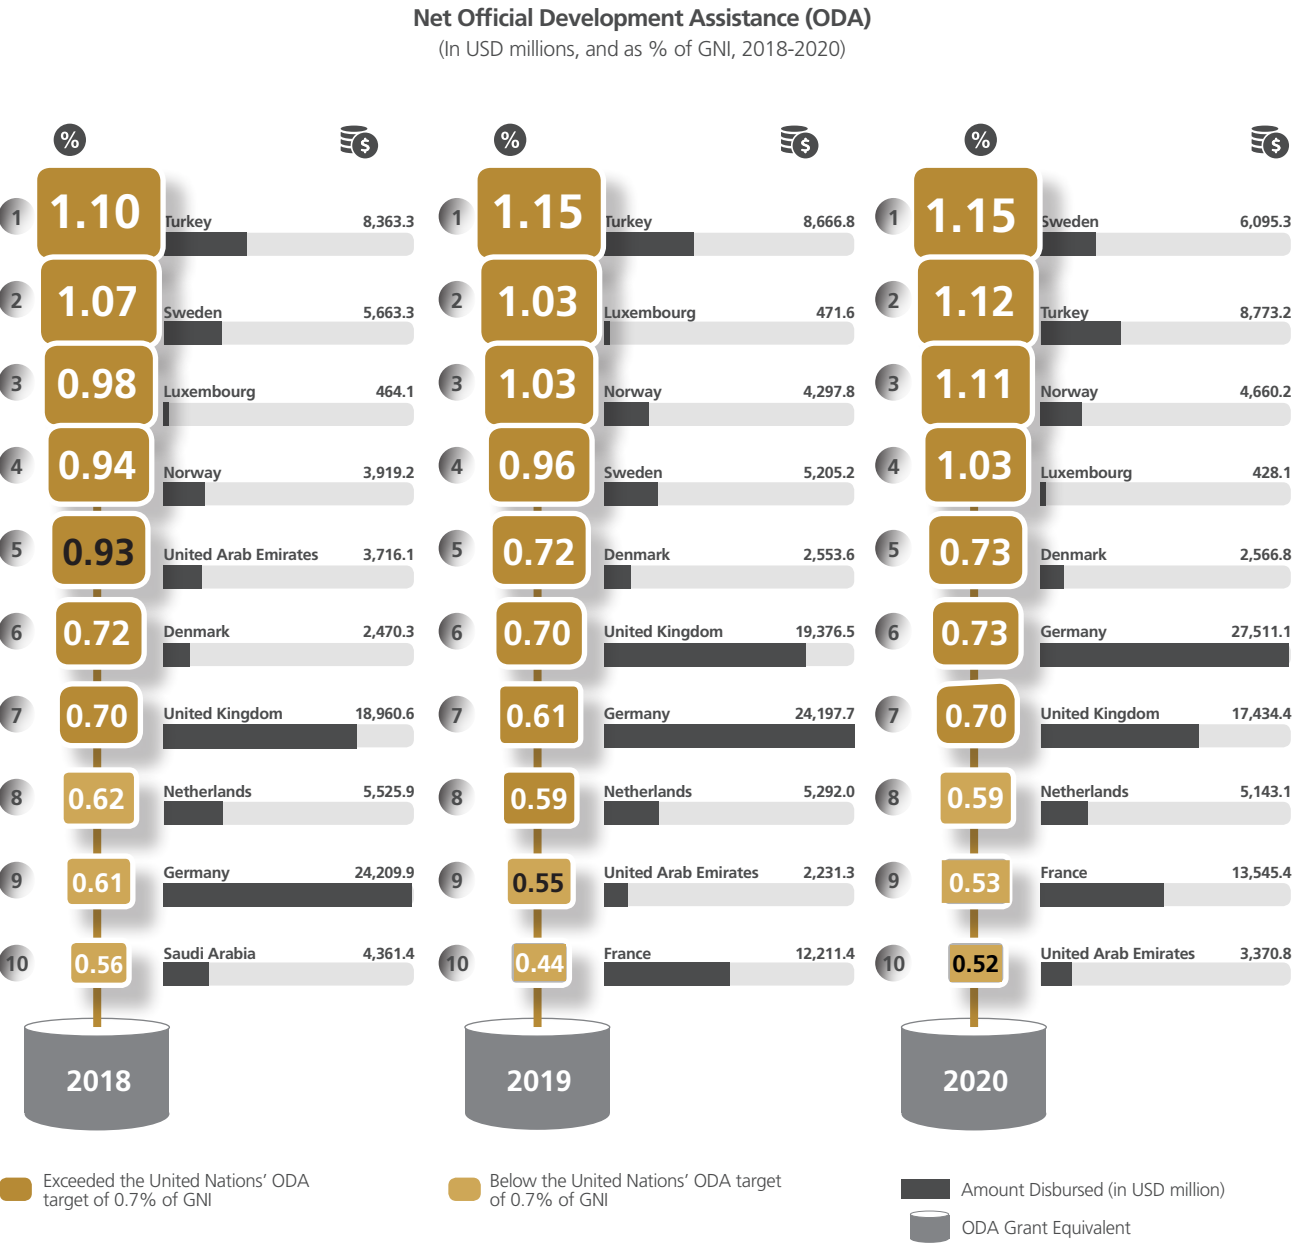 Net Official Development Assistance (ODA)
(In USD millions, and as % of GNI, 2018-2020)
%
$
1
1.10
Turkey
8,363.3
2
1.07
Sweden
5,663.3
3
0.98
Luxembourg
464.1
4
0.94
Norway
3,919.2
5
0.93
United Arab Emirates
3,716.1
6
0.72
Denmark
2,470.3
7
0.70
United Kingdom
18,960.6
8
0.62
Netherlands
5,525.9
9
0.61
Germany
24,209.9
10
0.56
Saudi Arabia
4,361.4
2018
%
$
1
1.15
Turkey
8,666.8
2
1.03
Luxembourg
471.6
3
1.03
Norway
4,297.8
4
0.96
Sweden
5,205.2
5
0.72
Denmark
2,553.6
6
0.70
United Kingdom
19,376.5
7
0.61
Germany
24,197.7
8
0.59
Netherlands
5,292.0
9
0.55
United Arab Emirates
2,231.3
10
0.44
France
12,211.4
2019
%
$
1
1.15
Sweden
6,095.3
2
1.12
Turkey
8,773.2
3
1.11
Norway
4,660.2
4
1.03
Luxembourg
428.1
5
0.73
Denmark
2,566.8
6
0.73
Germany
27,511.1
7
0.70
United Kingdom
17,434.4
8
0.59
Netherlands
5,143.1
9
0.53
France
13,545.4
10
0.52
United Arab Emirates
3,370.8
2020
Exceeded the United Nations’ ODA
target of 0.7% of GNI
Below the United Nations’ ODA target
of 0.7% of GNI
Amount Disbursed (in USD million)
ODA Grant Equivalent